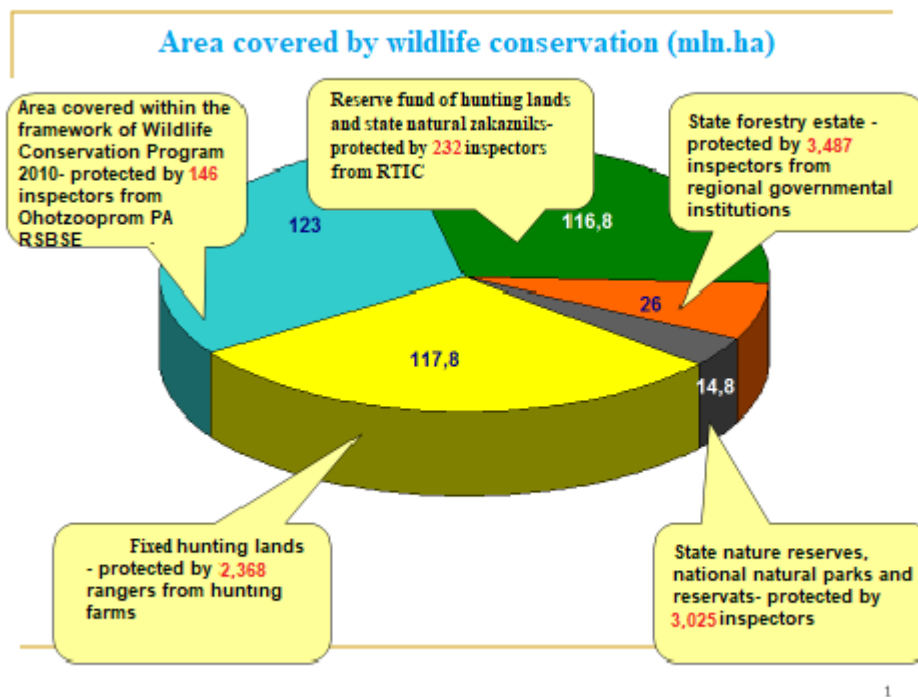 Area covered by wildlife conservation (mln.ha)
Area covered within the
framework of Wildlife
Conservation Program
2010- protected by 146
inspectors from
Ohotzooprom PA
RSBSE
Reserve fund of hunting lands
and state natural zakazniks-
protected by 232 inspectors
from RTIC
State forestry estate -
protected by 3,487
inspectors from
regional governmental
institutions
123
116,8
26
117,8
14,8
Fixed hunting lands
- protected by 2,368
rangers from hunting
farms
State nature reserves,
national natural parks and
reservats- protected by
3,025 inspectors
1